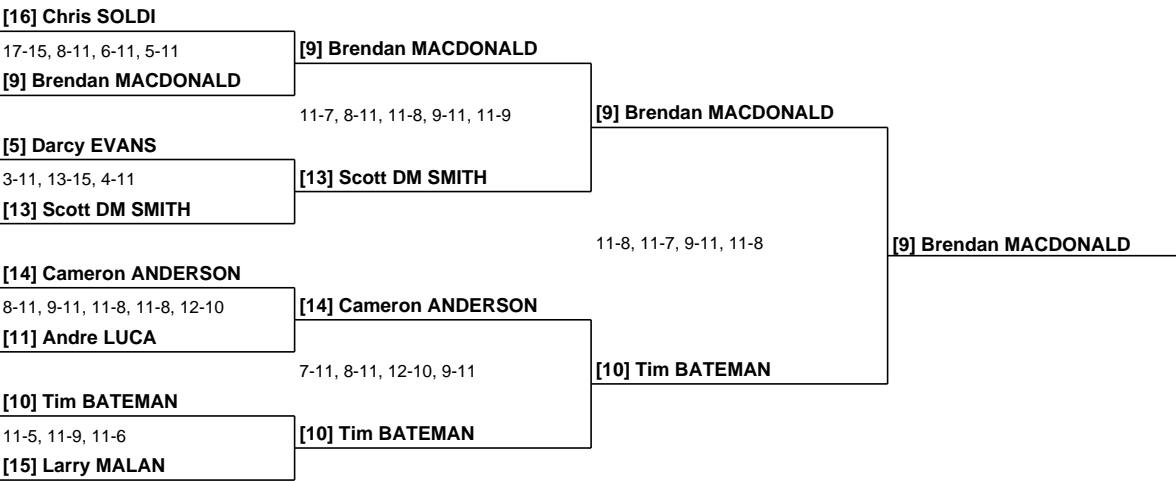 [16] Chris SOLDI
17-15, 8-11, 6-11, 5-11
[9] Brendan MACDONALD
[9] Brendan MACDONALD
11-7, 8-11, 11-8, 9-11, 11-9
[9] Brendan MACDONALD
[5] Darcy EVANS
3-11, 13-15, 4-11
[13] Scott DM SMITH
[13] Scott DM SMITH
11-8, 11-7, 9-11, 11-8
[9] Brendan MACDONALD
[14] Cameron ANDERSON
8-11, 9-11, 11-8, 11-8, 12-10
[14] Cameron ANDERSON
[11] Andre LUCA
7-11, 8-11, 12-10, 9-11
[10] Tim BATEMAN
[10] Tim BATEMAN
11-5, 11-9, 11-6
[10] Tim BATEMAN
[15] Larry MALAN